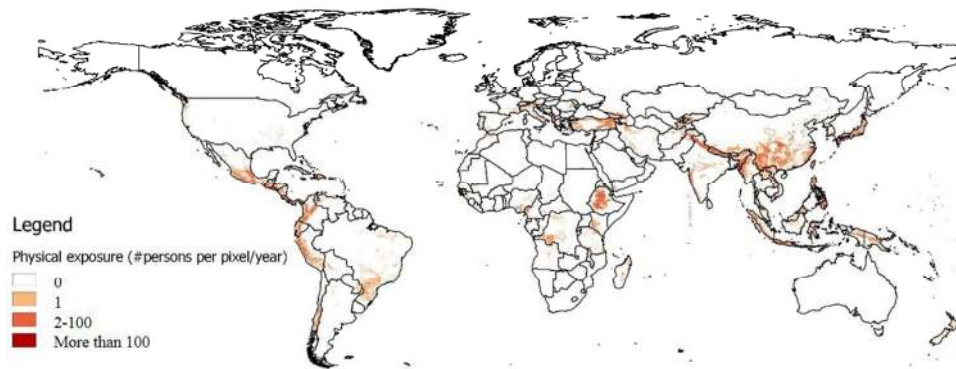 Legend
Physical exposure (#persons per pixel/year)
0
1
2-100
More than 100